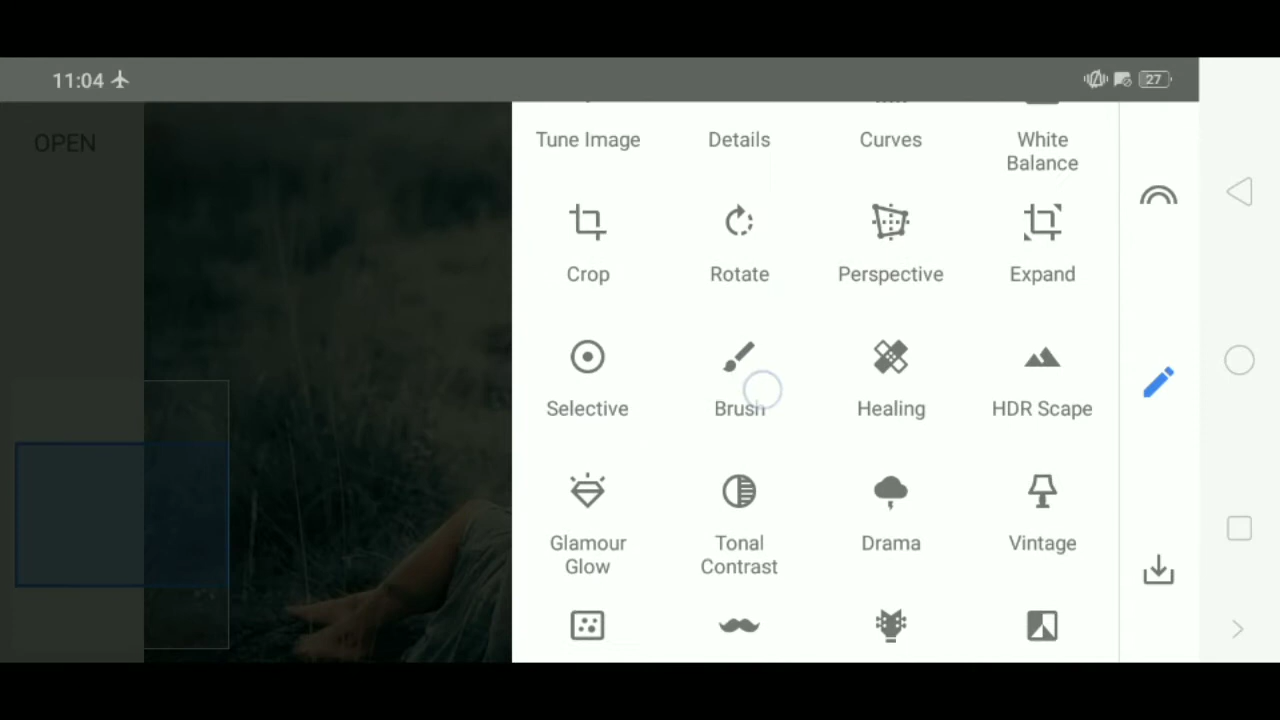 11:04
27
OPEN
Tune Image
Details
Curves
White
Balance
Crop
Rotate
Perspective
Expand
Selective
Brush
Healing
HDR Scape
Glamour
Glow
Tonal
Contrast
Drama
Vintage